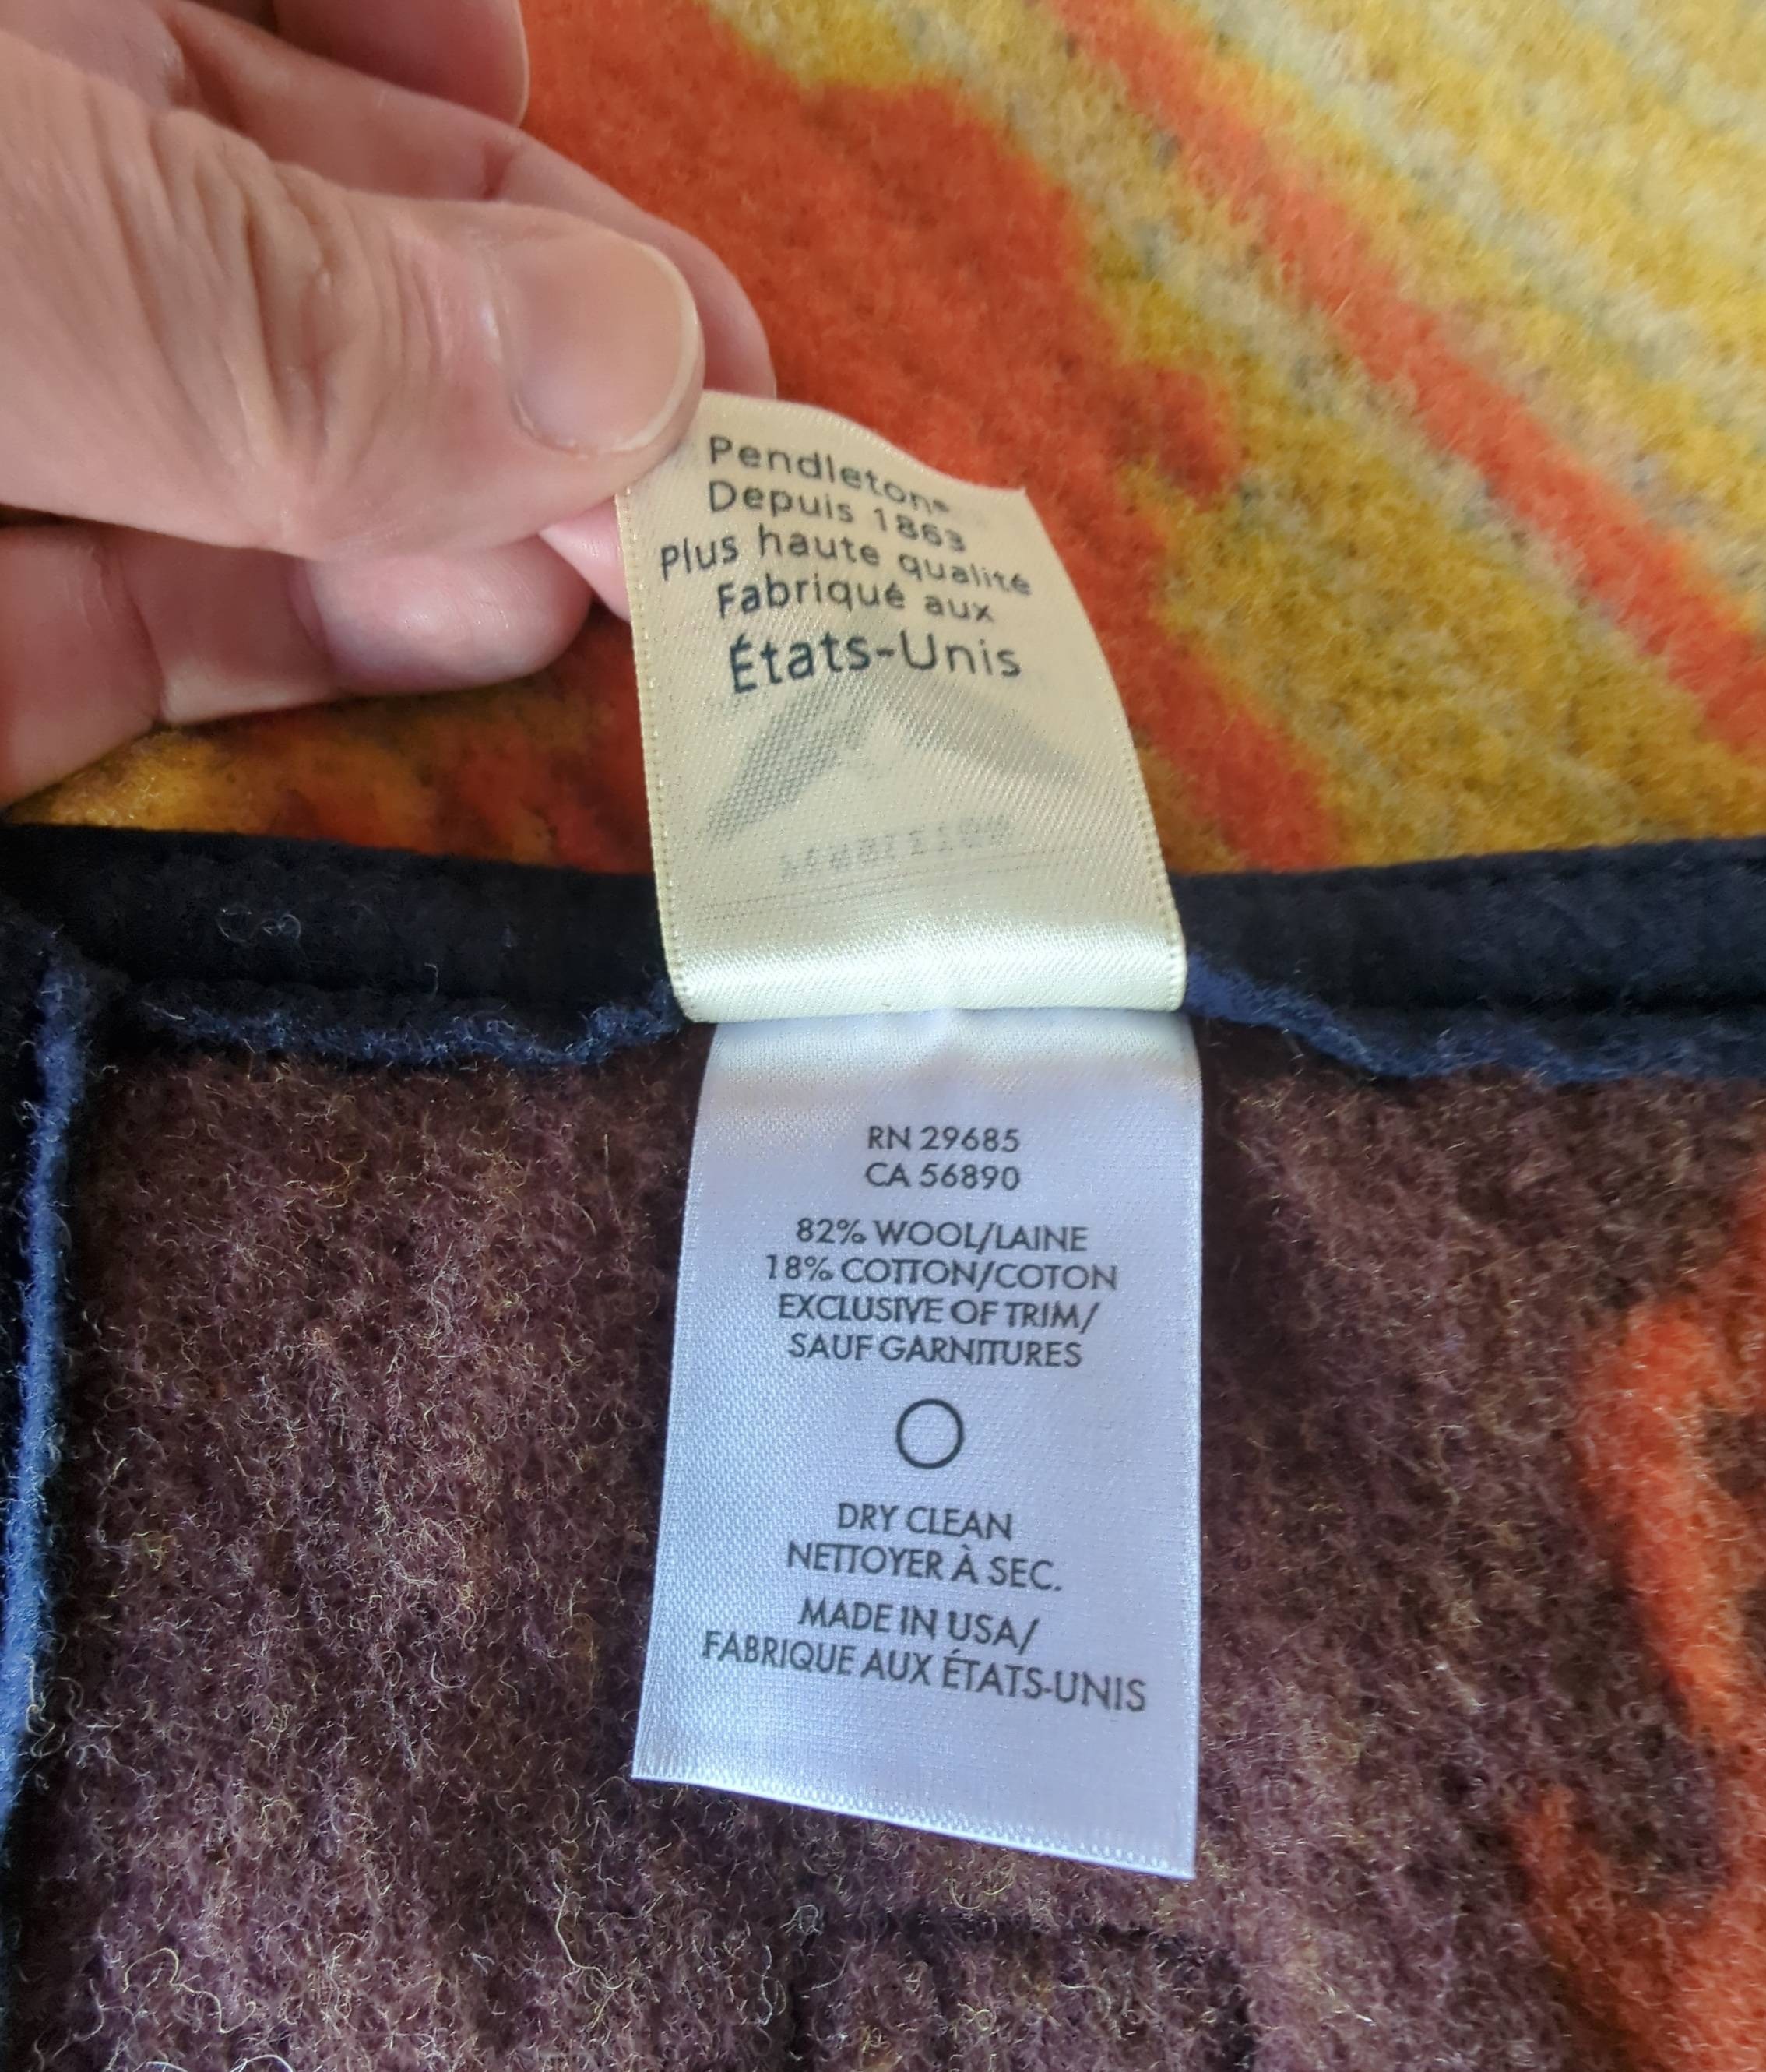 Pendleton®
Depuis 1863
Plus haute qualité
Fabriqué aux
États-Unis
RN 29685
CA 56890
82% WOOL/LAINE
18% COTTON/COTON
EXCLUSIVE OF TRIM/
SAUF GARNITURES
DRY CLEAN
NETTOYER À SEC.
MADE IN USA/
FABRIQUE AUX ÉTATS-UNIS